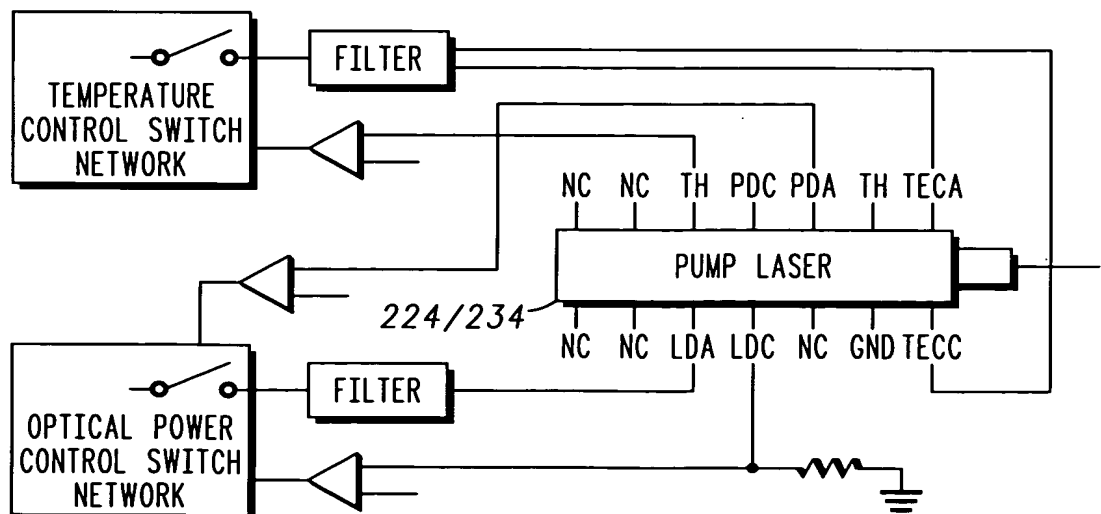 FILTER
TEMPERATURE
CONTROL SWITCH
NETWORK
NC NC TH PDC PDA TH TECA
PUMP LASER
224/234
NC NC LDA LDC NC GND TECC
FILTER
OPTICAL POWER
CONTROL SWITCH
NETWORK